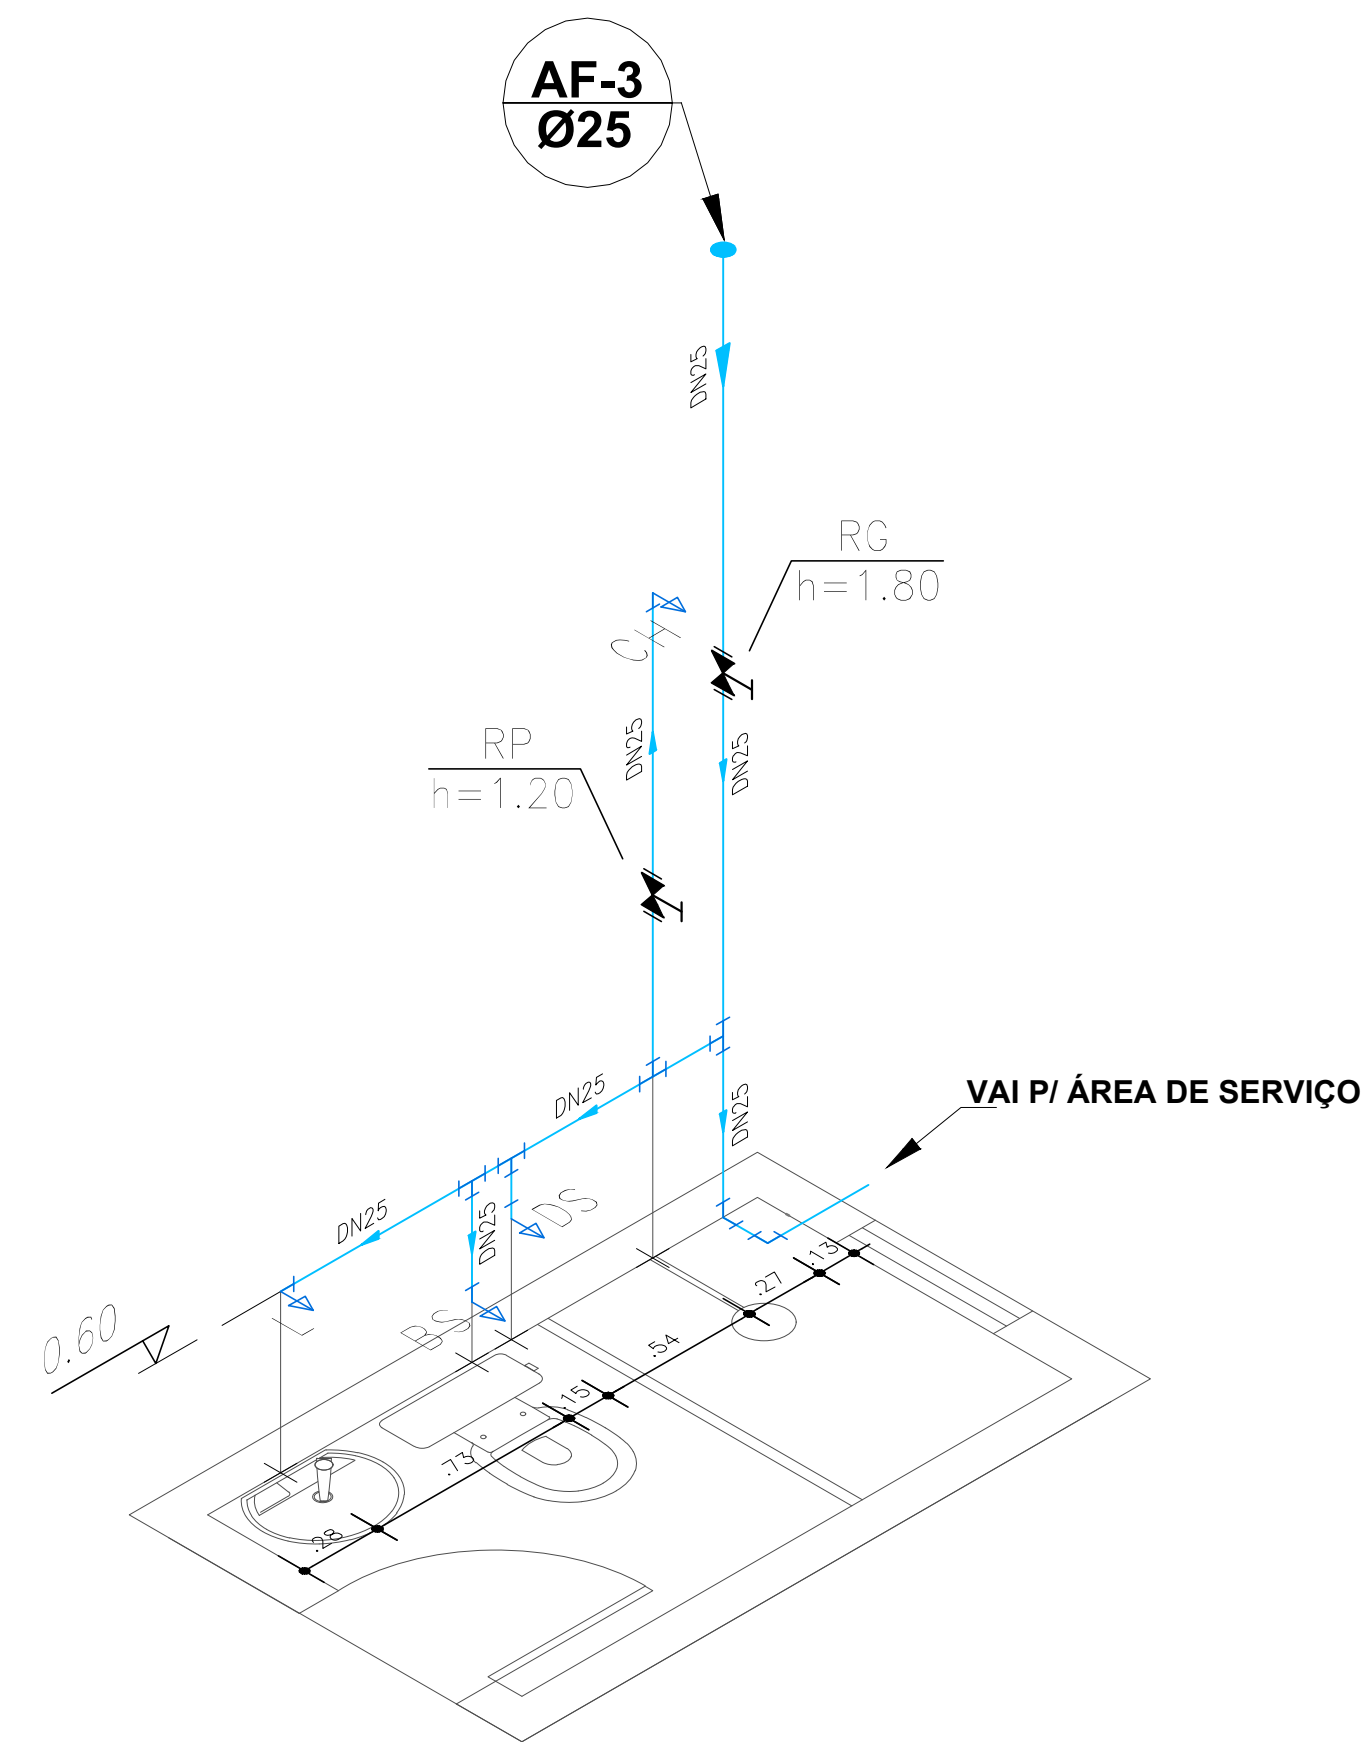 AF-3
Ø25
DN25
RG
h=1.80
CH
RP
h=1.20
DN25
DN25
DN25
DN25
VAI P/ ÁREA DE SERVIÇO
DN25
DN25
DS
BS
L
0.60
.13
.27
.54
.15
.73
.28